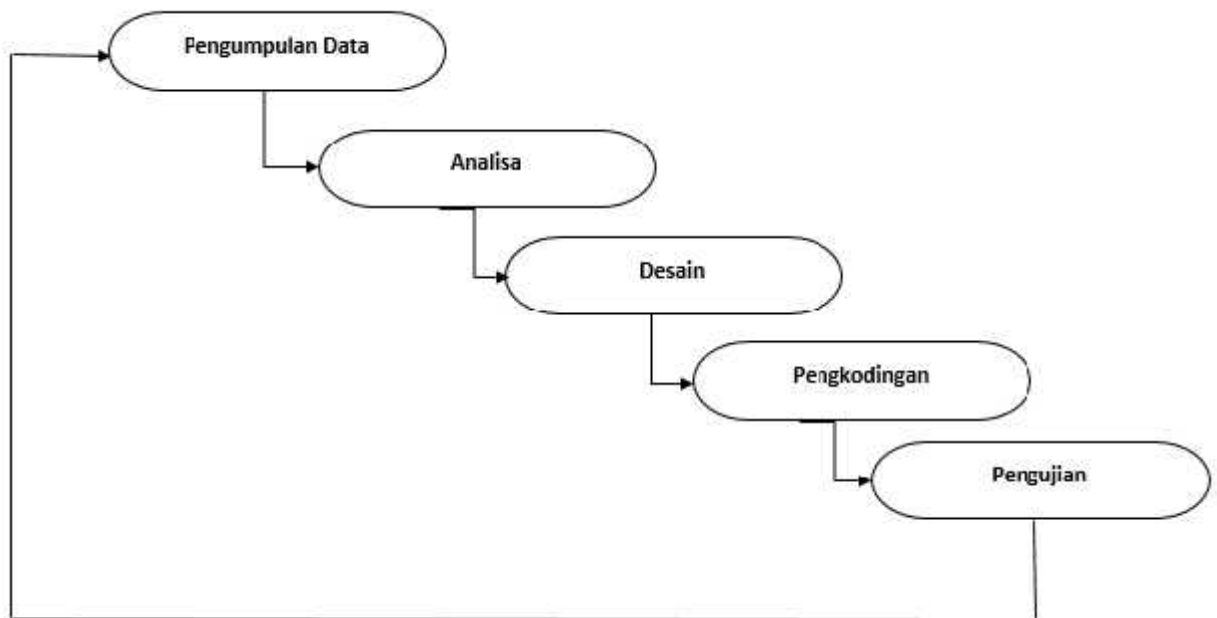 Pengumpulan Data
Analisa
Desain
Pengkodingan
Pengujian